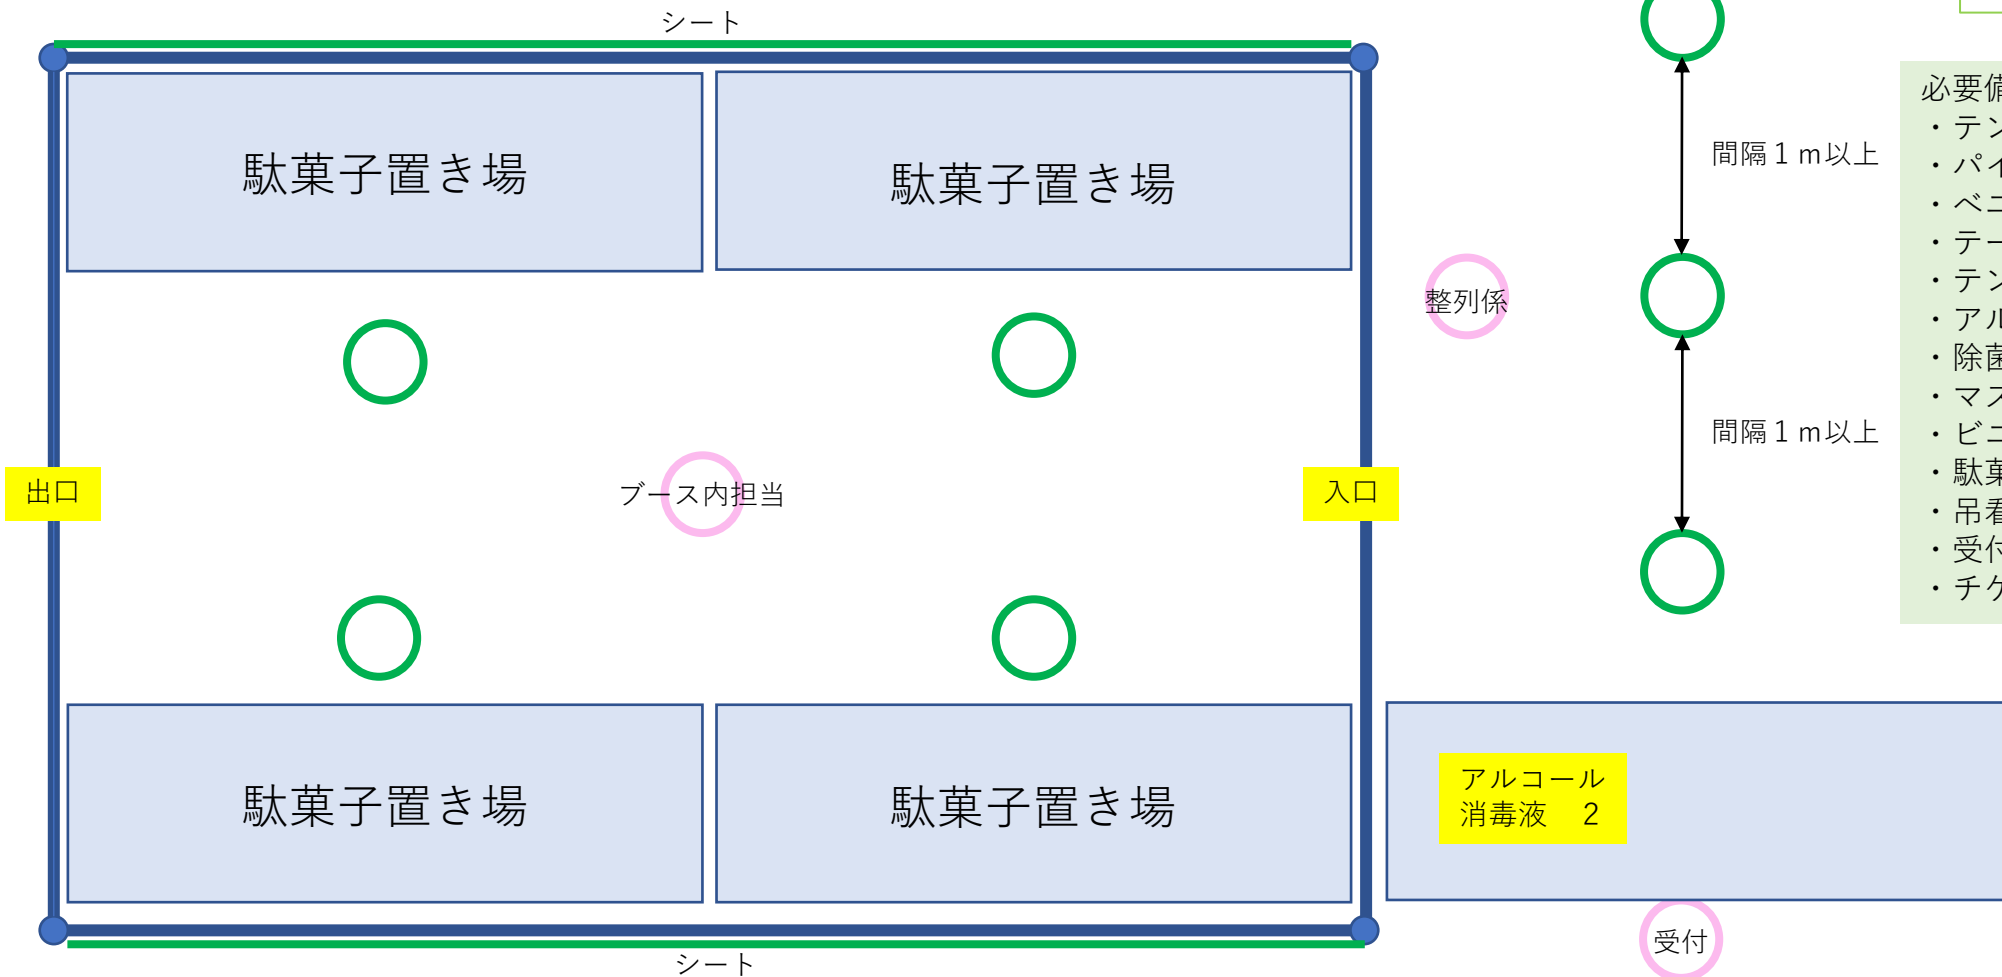 シート
駄菓子置き場
駄菓子置き場
間隔１ｍ以上
整列係
間隔１ｍ以上
出口
ブース内担当
入口
駄菓子置き場
駄菓子置き場
アルコール
消毒液　2
受付
シート
必要備
・テン
・パイ
・ベニ
・テー
・テン
・アル
・除菌
・マス
・ビニ
・駄菓
・吊看
・受付
・チケ